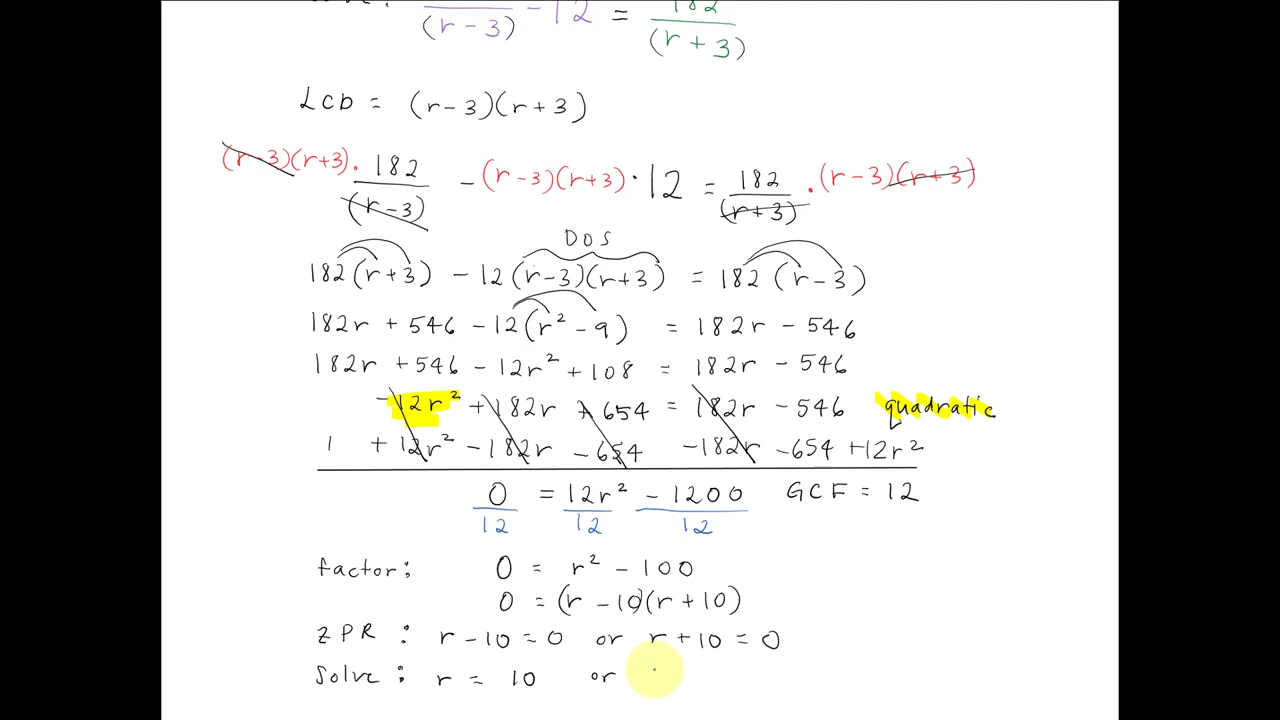 (r-3) - 12 = 182/(r+3)
LCD = (r-3)(r+3)
(r-3)(r+3) · 182/(r-3) - (r-3)(r+3) · 12 = 182/(r+3) · (r-3)(r+3)
DOS
182(r+3) - 12(r-3)(r+3) = 182(r-3)
182r + 546 - 12(r² - 9) = 182r - 546
182r + 546 - 12r² + 108 = 182r - 546
-12r² + 182r + 654 = 182r - 546 quadratic
1 + 12r² - 182r - 654 -182r - 654 + 12r²
0 = 12r² - 1200 GCF = 12
12 12 12
factor: 0 = r² - 100
0 = (r - 10)(r + 10)
ZPR : r - 10 = 0 or r + 10 = 0
Solve : r = 10 or